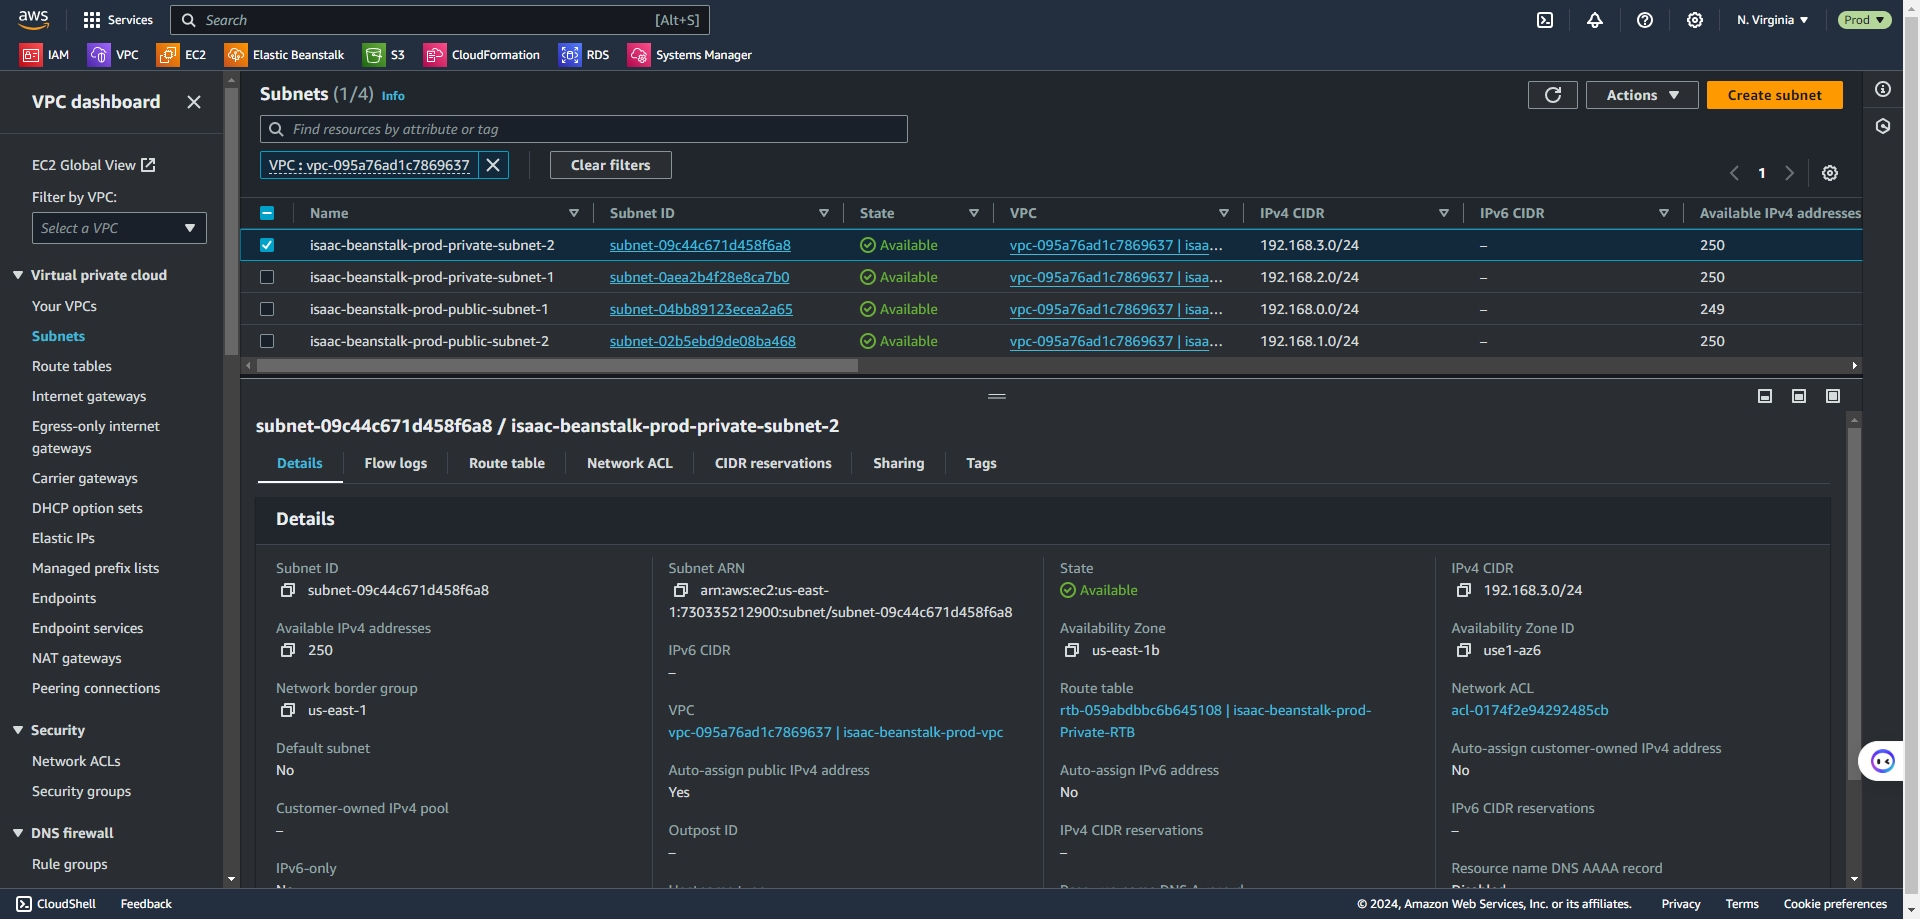 aws
Services
Search
[Alt+S]
N. Virginia
Prod
IAM
VPC
EC2
Elastic Beanstalk
S3
CloudFormation
RDS
Systems Manager
VPC dashboard
EC2 Global View
Filter by VPC:
Select a VPC
Virtual private cloud
Your VPCs
Subnets
Route tables
Internet gateways
Egress-only internet
gateways
Carrier gateways
DHCP option sets
Elastic IPs
Managed prefix lists
Endpoints
Endpoint services
NAT gateways
Peering connections
Security
Network ACLs
Security groups
DNS firewall
Rule groups
Subnets (1/4) Info
Actions
Create subnet
Find resources by attribute or tag
VPC : vpc-095a76ad1c7869637
Clear filters
1
Name Subnet ID State VPC IPv4 CIDR IPv6 CIDR Available IPv4 addresses
isaac-beanstalk-prod-private-subnet-2 subnet-09c44c671d458f6a8 Available vpc-095a76ad1c7869637 | isaa... 192.168.3.0/24 – 250
isaac-beanstalk-prod-private-subnet-1 subnet-0aea2b4f28e8ca7b0 Available vpc-095a76ad1c7869637 | isaa... 192.168.2.0/24 – 250
isaac-beanstalk-prod-public-subnet-1 subnet-04bb89123ecea2a65 Available vpc-095a76ad1c7869637 | isaa... 192.168.0.0/24 – 249
isaac-beanstalk-prod-public-subnet-2 subnet-02b5ebd9de08ba468 Available vpc-095a76ad1c7869637 | isaa... 192.168.1.0/24 – 250
subnet-09c44c671d458f6a8 / isaac-beanstalk-prod-private-subnet-2
Details
Flow logs
Route table
Network ACL
CIDR reservations
Sharing
Tags
Details
Subnet ID
subnet-09c44c671d458f6a8
Available IPv4 addresses
250
Network border group
us-east-1
Default subnet
No
Customer-owned IPv4 pool
–
IPv6-only
Subnet ARN
arn:aws:ec2:us-east-
1:730335212900:subnet/subnet-09c44c671d458f6a8
IPv6 CIDR
–
VPC
vpc-095a76ad1c7869637 | isaac-beanstalk-prod-vpc
Auto-assign public IPv4 address
Yes
Outpost ID
–
State
Available
Availability Zone
us-east-1b
Route table
rtb-059abdbbc6b645108 | isaac-beanstalk-prod-
Private-RTB
Auto-assign IPv6 address
No
IPv4 CIDR reservations
–
IPv4 CIDR
192.168.3.0/24
Availability Zone ID
use1-az6
Network ACL
acl-0174f2e94292485cb
Auto-assign customer-owned IPv4 address
No
IPv6 CIDR reservations
–
Resource name DNS AAAA record
CloudShell
Feedback
© 2024, Amazon Web Services, Inc. or its affiliates.
Privacy
Terms
Cookie preferences